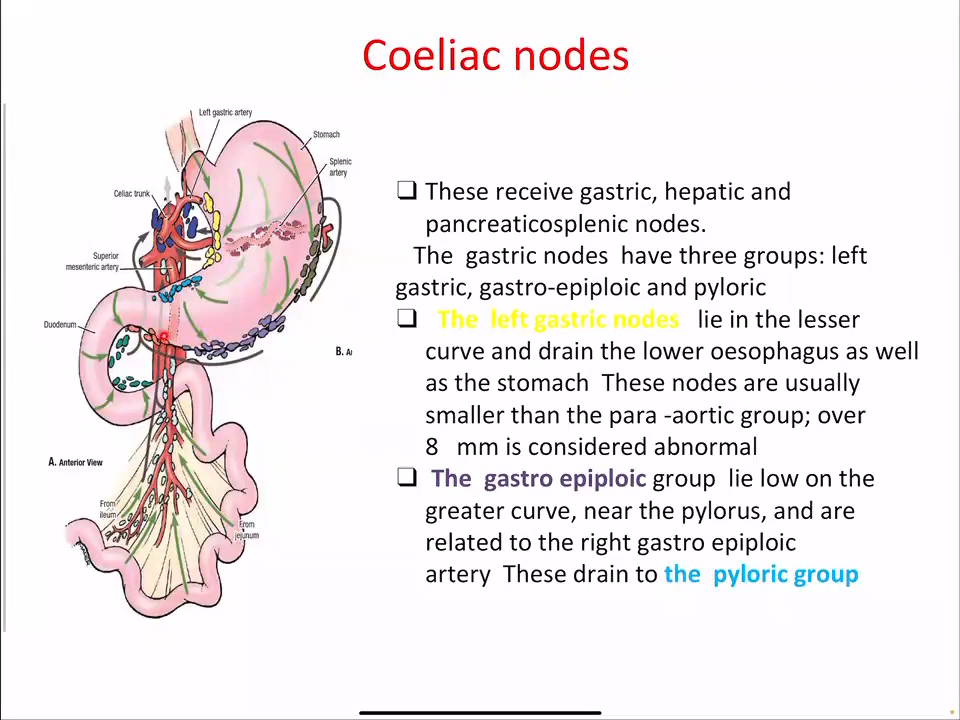 Coeliac nodes
Left gastric artery
Stomach
Splenic
artery
Celiac trunk
Superior
mesenteric artery
Duodenum
B. Ai
A. Anterior View
From
ileum
From
jejunum
❑ These receive gastric, hepatic and
pancreaticosplenic nodes.
The gastric nodes have three groups: left
gastric, gastro-epiploic and pyloric
❑ The left gastric nodes lie in the lesser
curve and drain the lower oesophagus as well
as the stomach These nodes are usually
smaller than the para -aortic group; over
8 mm is considered abnormal
❑ The gastro epiploic group lie low on the
greater curve, near the pylorus, and are
related to the right gastro epiploic
artery These drain to the pyloric group